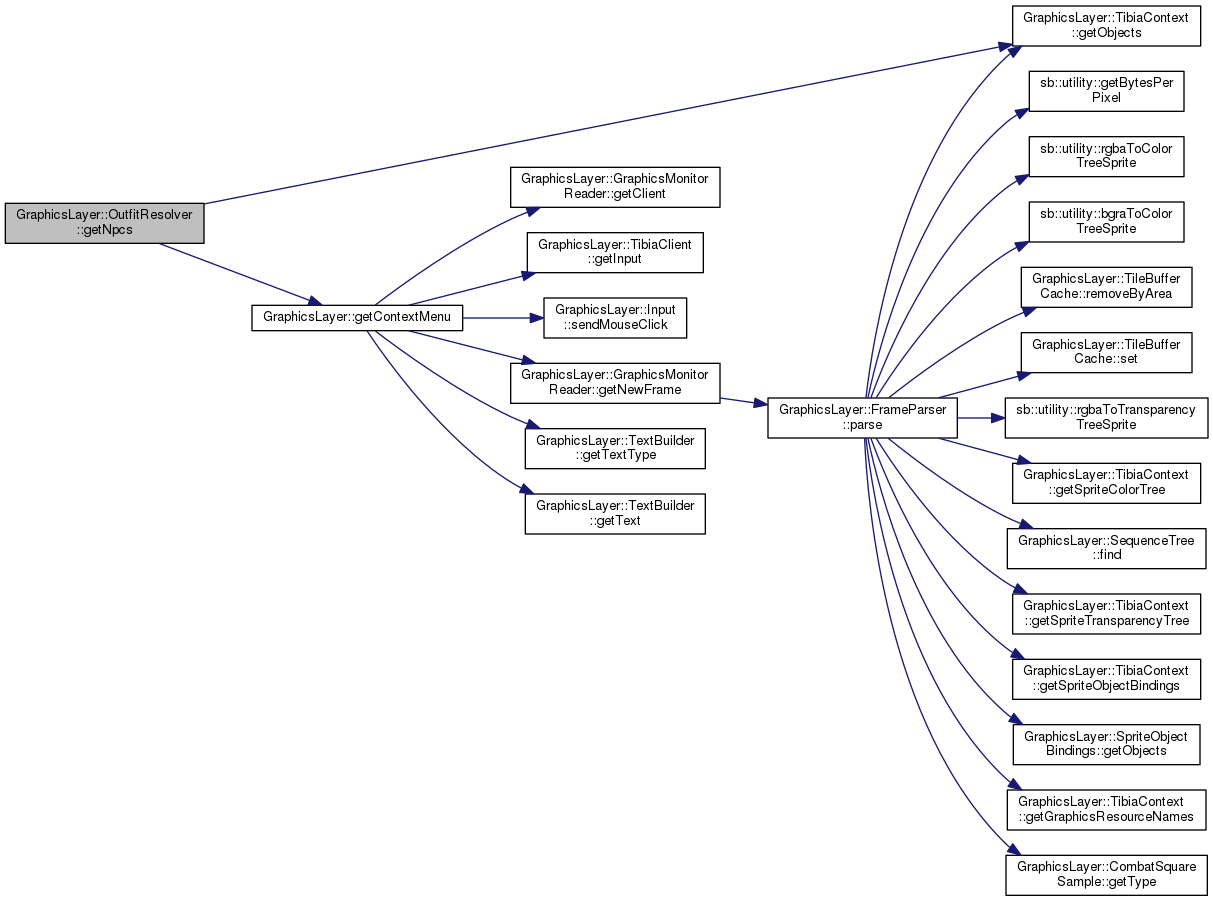 GraphicsLayer::OutfitResolver
::getNpcs
GraphicsLayer::getContextMenu
GraphicsLayer::GraphicsMonitor
Reader::getClient
GraphicsLayer::TibiaClient
::getInput
GraphicsLayer::Input
::sendMouseClick
GraphicsLayer::GraphicsMonitor
Reader::getNewFrame
GraphicsLayer::TextBuilder
::getTextType
GraphicsLayer::TextBuilder
::getText
GraphicsLayer::FrameParser
::parse
GraphicsLayer::TibiaContext
::getObjects
sb::utility::getBytesPer
Pixel
sb::utility::rgbaToColor
TreeSprite
sb::utility::bgraToColor
TreeSprite
GraphicsLayer::TileBuffer
Cache::removeByArea
GraphicsLayer::TileBuffer
Cache::set
sb::utility::rgbaToTransparency
TreeSprite
GraphicsLayer::TibiaContext
::getSpriteColorTree
GraphicsLayer::SequenceTree
::find
GraphicsLayer::TibiaContext
::getSpriteTransparencyTree
GraphicsLayer::TibiaContext
::getSpriteObjectBindings
GraphicsLayer::SpriteObject
Bindings::getObjects
GraphicsLayer::TibiaContext
::getGraphicsResourceNames
GraphicsLayer::CombatSquare
Sample::getType